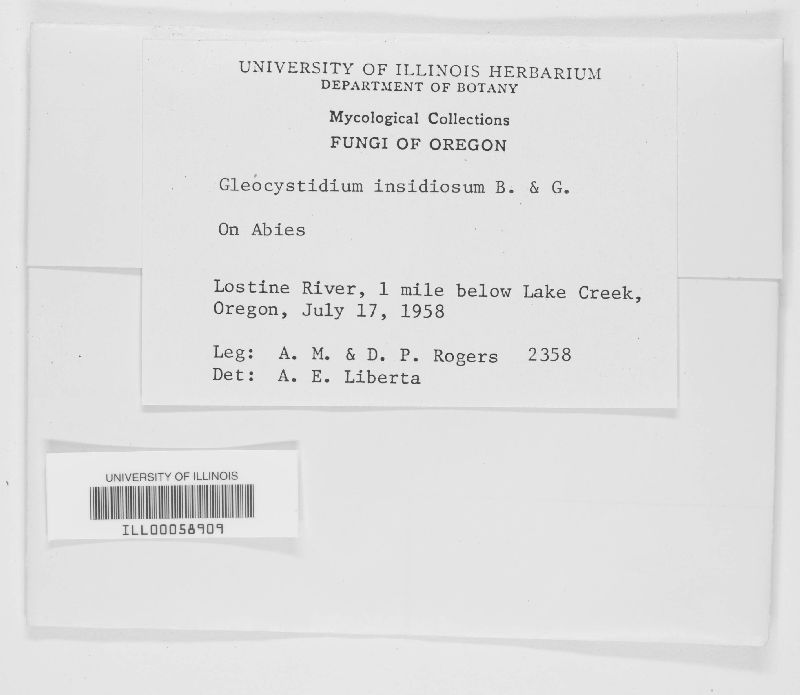 UNIVERSITY OF ILLINOIS HERBARIUM
DEPARTMENT OF BOTANY
Mycological Collections
FUNGI OF OREGON
Gleocystidium insidiosum B. & G.
On Abies
Lostine River, 1 mile below Lake Creek,
Oregon, July 17, 1958
Leg: A. M. & D. P. Rogers 2358
Det: A. E. Liberta
UNIVERSITY OF ILLINOIS
ILL00058909